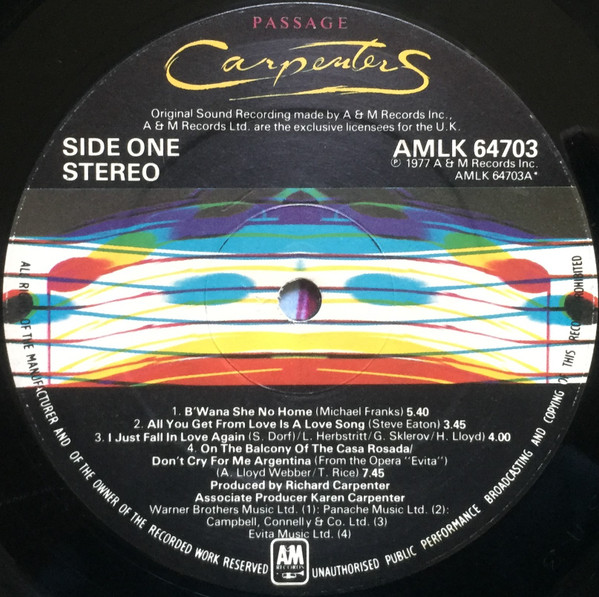 PASSAGE
Carpenters
Original Sound Recording made by A & M Records Inc.,
A & M Records Ltd. are the exclusive licensees for the U.K.
SIDE ONE
STEREO
AMLK 64703
℗ 1977 A & M Records Inc.
AMLK 64703A*
1. B'Wana She No Home (Michael Franks) 5.40
2. All You Get From Love Is A Love Song (Steve Eaton) 3.45
3. I Just Fall In Love Again (S. Dorf)/L. Herbstritt/G. Sklerov/H. Lloyd) 4.00
4. On The Balcony Of The Casa Rosada/
Don't Cry For Me Argentina (From the Opera "Evita")
(A. Lloyd Webber/T. Rice) 7.45
Produced by Richard Carpenter
Associate Producer Karen Carpenter
Warner Brothers Music Ltd. (1): Panache Music Ltd. (2):
Campbell, Connelly & Co. Ltd. (3)
Evita Music Ltd. (4)
ALL OF THE MANUFACTURER AND OF THE OWNER OF THE RECORDED WORK RESERVED
UNAUTHORISED PUBLIC PERFORMANCE BROADCASTING AND COPYING OF THIS PROHIBITED
A&M
RECORDS